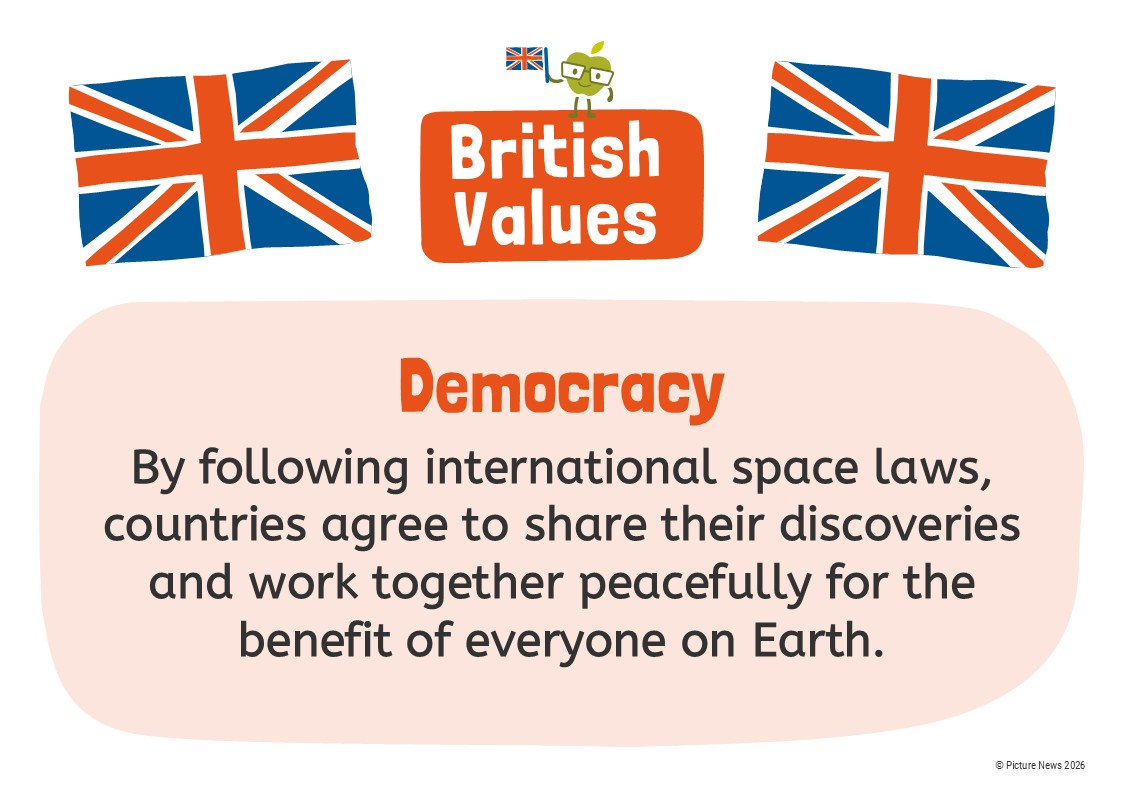 British
Values
Democracy
By following international space laws,
countries agree to share their discoveries
and work together peacefully for the
benefit of everyone on Earth.
© Picture News 2026